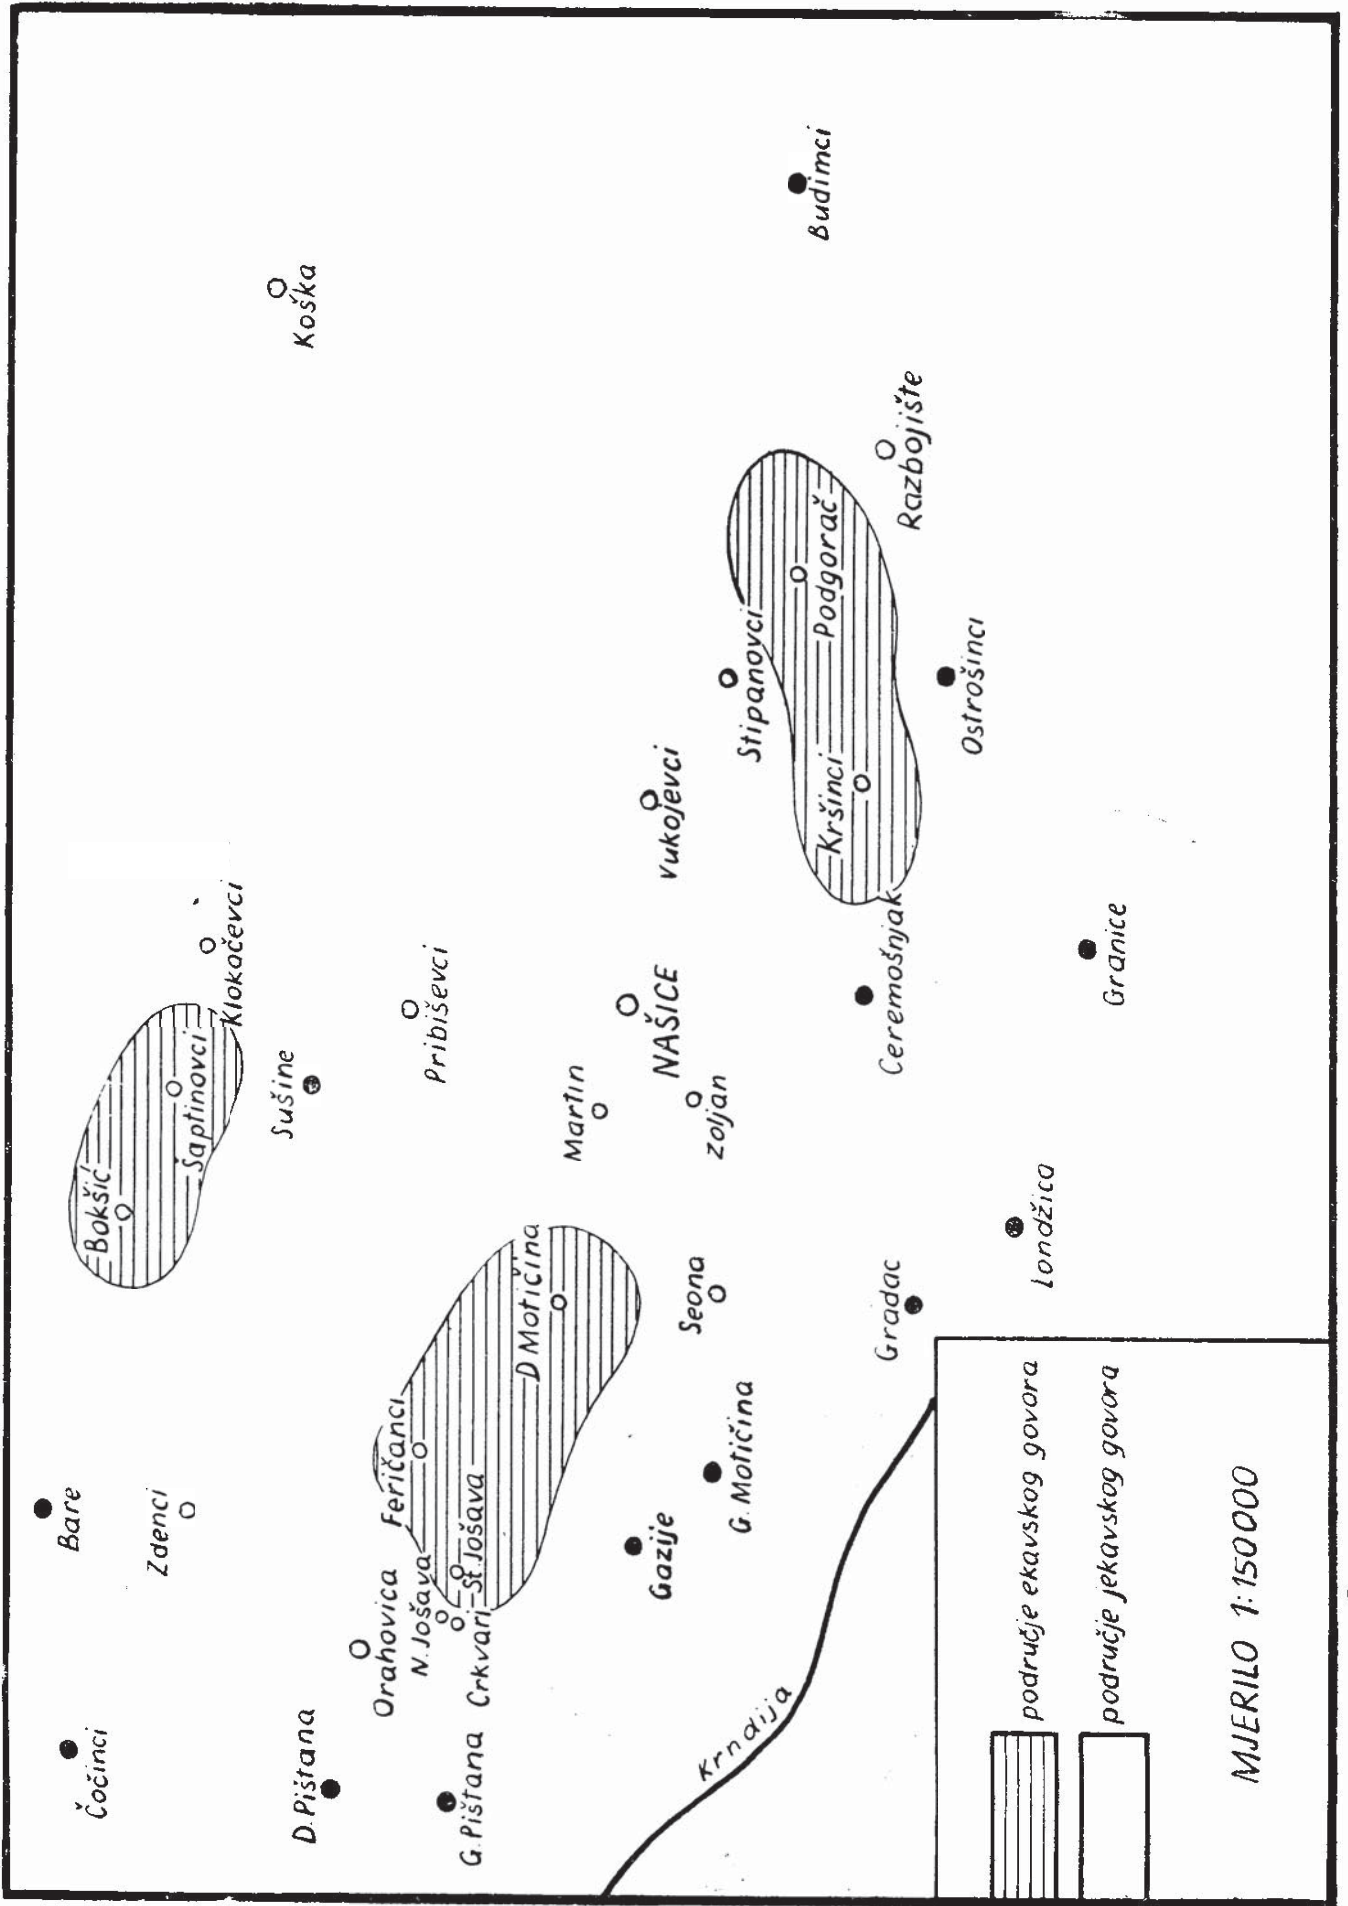 Čočinci
Bare
Zdenci
Bokšić
Šaptinovci
Klokočevci
Koška
D.Pištana
Orahovica
Feričanci
N.Jošava
Sušine
Pribiševci
G.Pištana
Crkvari
St.Jošava
D Motičina
Martin
NAŠICE
Vukojevci
Stipanovci
Podgorač
Kršinci
Budimci
Razbojište
Gazije
G. Motičina
Seona
Zoljan
Ceremošnjak
Ostrošinci
Krndija
Gradac
Londžica
Granice
područje ekavskog govora
područje jekavskog govora
MJERILO 1:150000